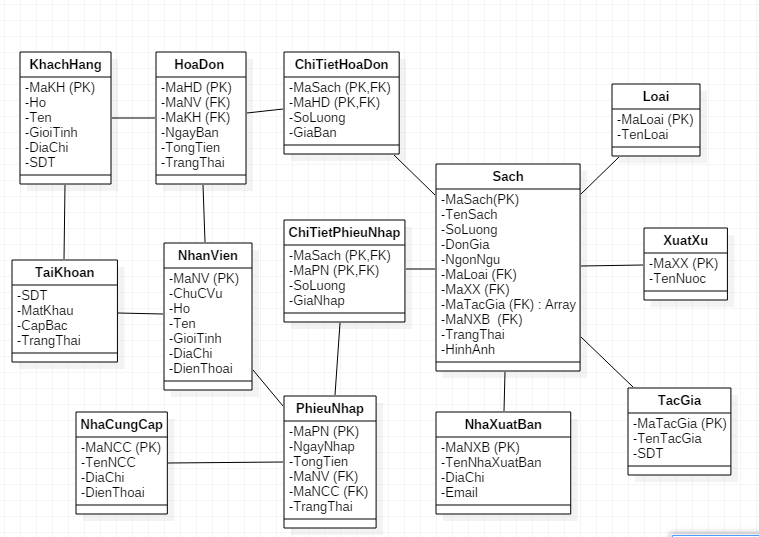 KhachHang
-MaKH (PK)
-Ho
-Ten
-GioiTinh
-DiaChi
-SDT
HoaDon
-MaHD (PK)
-MaNV (FK)
-MaKH (FK)
-NgayBan
-TongTien
-TrangThai
ChiTietHoaDon
-MaSach (PK,FK)
-MaHD (PK,FK)
-SoLuong
-GiaBan
Loai
-MaLoai (PK)
-TenLoai
Sach
-MaSach(PK)
-TenSach
-SoLuong
-DonGia
-NgonNgu
-MaLoai (FK)
-MaXX (FK)
-MaTacGia (FK) : Array
-MaNXB  (FK)
-TrangThai
-HinhAnh
ChiTietPhieuNhap
-MaSach (PK,FK)
-MaPN (PK,FK)
-SoLuong
-GiaNhap
XuatXu
-MaXX (PK)
-TenNuoc
NhanVien
-MaNV (PK)
-ChuCVu
-Ho
-Ten
-GioiTinh
-DiaChi
-DienThoai
TaiKhoan
-SDT
-MatKhau
-CapBac
-TrangThai
TacGia
-MaTacGia (PK)
-TenTacGia
-SDT
PhieuNhap
-MaPN (PK)
-NgayNhap
-TongTien
-MaNV (FK)
-MaNCC (FK)
-TrangThai
NhaCungCap
-MaNCC (PK)
-TenNCC
-DiaChi
-DienThoai
NhaXuatBan
-MaNXB (PK)
-TenNhaXuatBan
-DiaChi
-Email